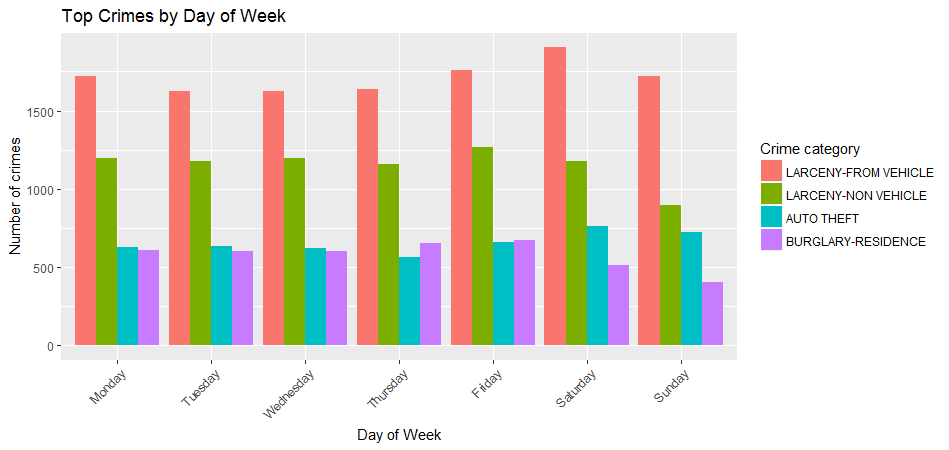 Top Crimes by Day of Week
Number of crimes
1500
1000
500
0
Monday
Tuesday
Wednesday
Thursday
Friday
Saturday
Sunday
Day of Week
Crime category
LARCENY-FROM VEHICLE
LARCENY-NON VEHICLE
AUTO THEFT
BURGLARY-RESIDENCE